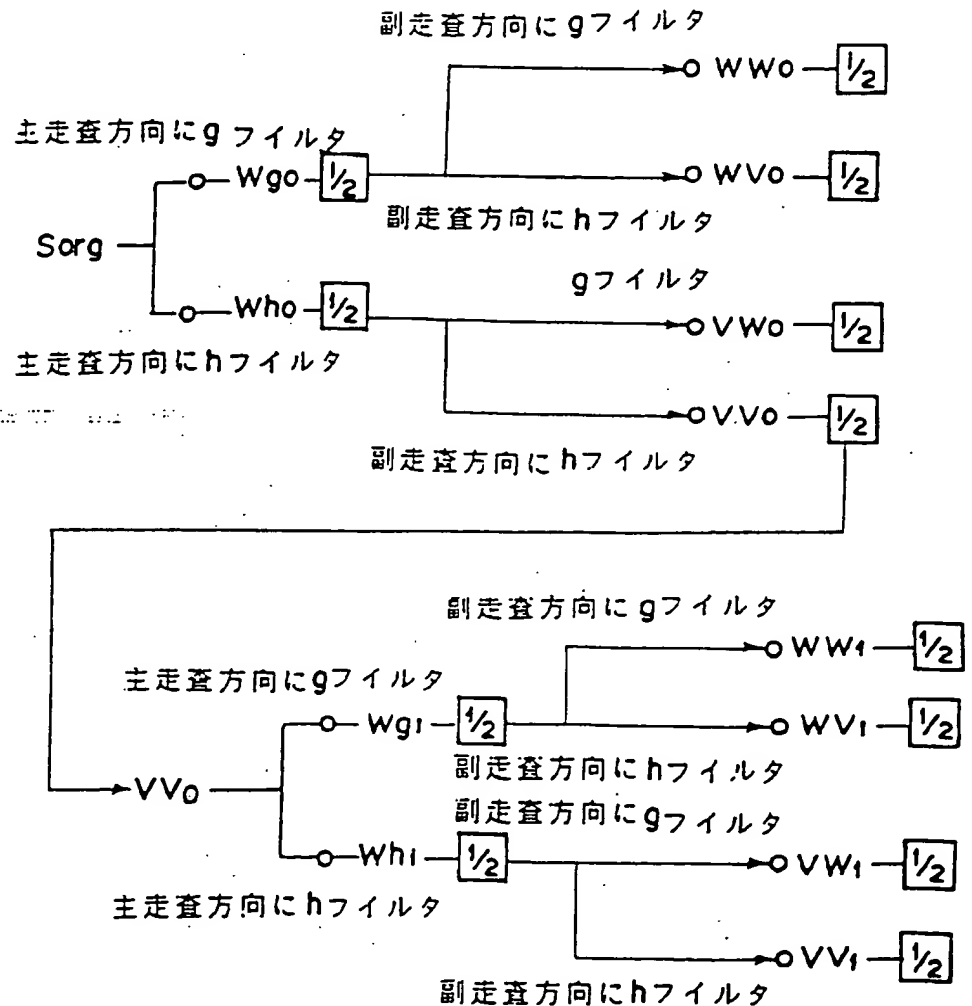 副走査方向にgフイルタ
WW0 1/2
主走査方向にgフイルタ
Wg0 1/2 WV0 1/2
副走査方向にhフイルタ
Sorg
gフイルタ
Wh0 1/2 VW0 1/2
主走査方向にhフイルタ
VV0 1/2
副走査方向にhフイルタ
副走査方向にgフイルタ
WW1 1/2
主走査方向にgフイルタ
Wg1 1/2 WV1 1/2
副走査方向にhフイルタ
VV0
副走査方向にgフイルタ
Wh1 1/2 VW1 1/2
主走査方向にhフイルタ
VV1 1/2
副走査方向にhフイルタ